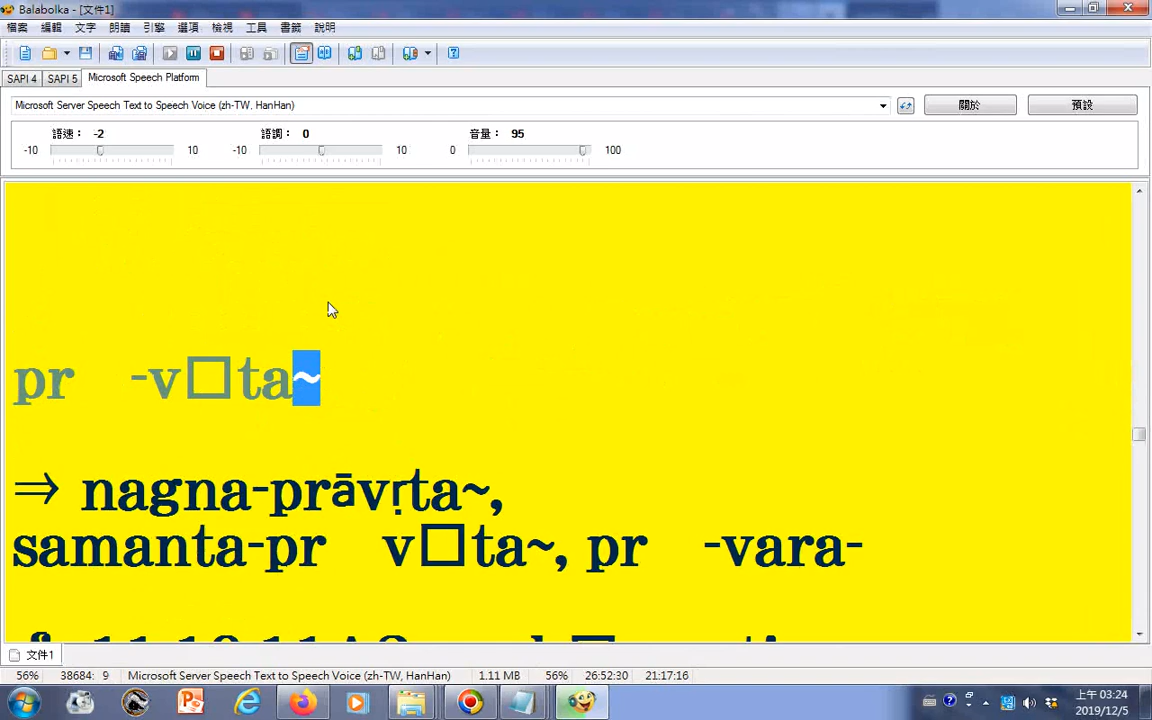 Balabolka - [文件1]
檔案 編輯 文字 朗讀 引擎 選項 檢視 工具 書籤 說明
SAPI 4 SAPI 5 Microsoft Speech Platform
Microsoft Server Speech Text to Speech Voice (zh-TW, HanHan) 關於 預設
語速： -2 語調： 0 音量： 95
-10 10 -10 10 0 100
pr -v□ta~
⇒ nagna-prāvṛta~,
samanta-pr v□ta~, pr -vara-
文件1
56% 38684: 9 Microsoft Server Speech Text to Speech Voice (zh-TW, HanHan) 1.11 MB 56% 26:52:30 21:17:16
上午 03:24
2019/12/5